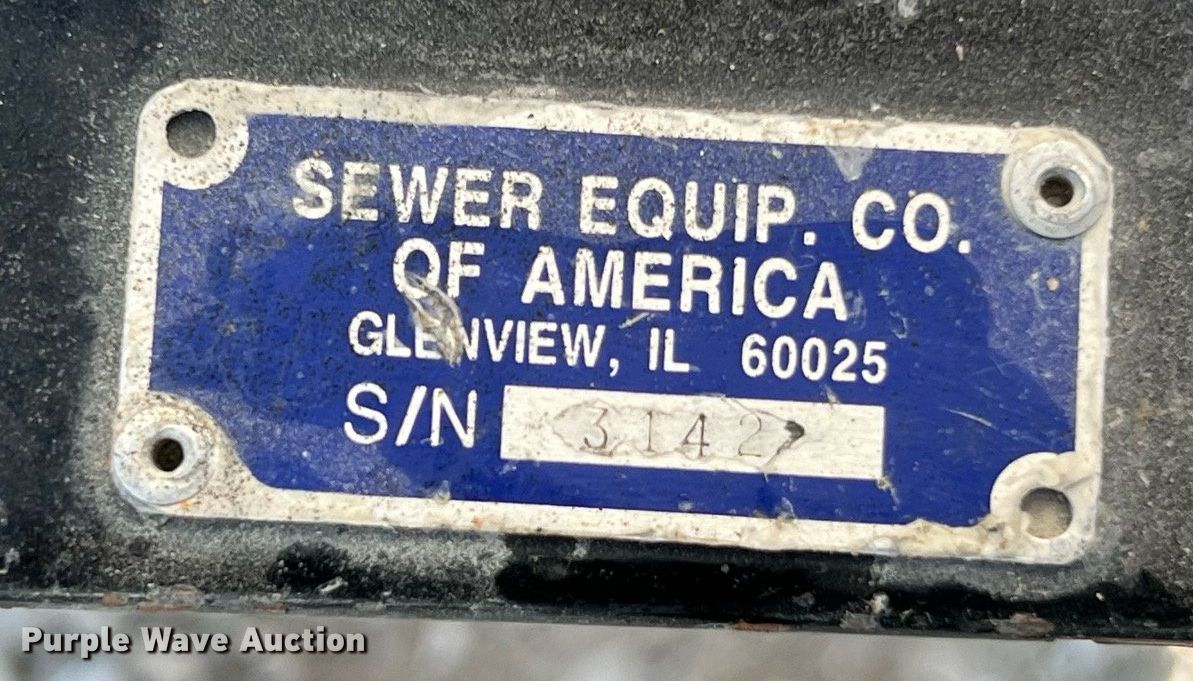 SEWER EQUIP. CO.
OF AMERICA
GLENVIEW, IL 60025
S/N 3142
Purple Wave Auction